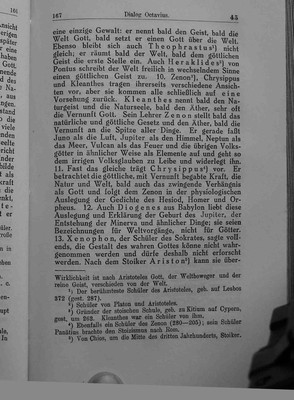 167 Dialog Octavius. 43
eine einzige Gewalt: er nennt bald den Geist, bald die
Welt Gott, bald setzt er einen Gott über die Welt.
Ebenso bleibt sich auch Theophrastus¹) nicht
gleich; er räumt bald der Welt, bald dem göttlichen
Geist die erste Stelle ein. Auch Heraklides²) von
Pontus schreibt der Welt freilich in wechselndem Sinne
einen göttlichen Geist zu. 10. Zenon³), Chrysippus
und Kleanthes tragen ihrerseits verschiedene Ansich-
ten vor, aber sie kommen alle schließlich auf eine
Vorsehung zurück. Kleanthes nennt bald den Na-
turgeist und die Naturseele, bald den Äther, sehr oft
die Vernunft Gott. Sein Lehrer Zenon stellt bald das
natürliche und göttliche Gesetz und den Äther, bald die
Vernunft an die Spitze aller Dinge. Er gerade faßt
Juno als die Luft, Jupiter als den Himmel, Neptun als
das Meer, Vulcan als das Feuer und die übrigen Volks-
götter in ähnlicher Weise als Elemente auf und geht so
dem irrigen Volksglauben zu Leibe und widerlegt ihn.
11. Fast das gleiche trägt Chrysippus⁴) vor. Er
betrachtet die göttliche, mit Vernunft begabte Kraft, die
Natur und Welt, bald auch das zwingende Verhängnis
als Gott und folgt dem Zenon in der physiologischen
Auslegung der Gedichte des Hesiod, Homer und Or-
pheus. 12. Auch Diogenes aus Babylon liebt diese
Auslegung und Erklärung der Geburt des Jupiter, der
Entstehung der Minerva und ähnlicher Dinge; sie seien
Bezeichnungen für Weltvorgänge, nicht für Götter.
13. Xenophon, der Schüler des Sokrates, sagte voll-
ends, die Gestalt des wahren Gottes könne nicht wahr-
genommen werden und dürfe deshalb nicht erforscht
werden. Nach dem Stoiker Ariston⁵) kann sie über-
Wirklichkeit ist nach Aristoteles Gott, der Weltbeweger und der
reine Geist, verschieden von der Welt.
¹) Der berühmteste Schüler des Aristoteles, geb. auf Lesbos
372 (gest. 287).
²) Schüler von Platon und Aristoteles.
³) Gründer der stoischen Schule, geb. zu Kitium auf Cypern,
gest. um 262. Kleanthes war ein Schüler von ihm.
⁴) Ebenfalls ein Schüler des Zenon (280—205); sein Schüler
Panätius brachte den Stoizismus nach Rom.
⁵) Von Chios, um die Mitte des dritten Jahrhunderts, Stoiker.